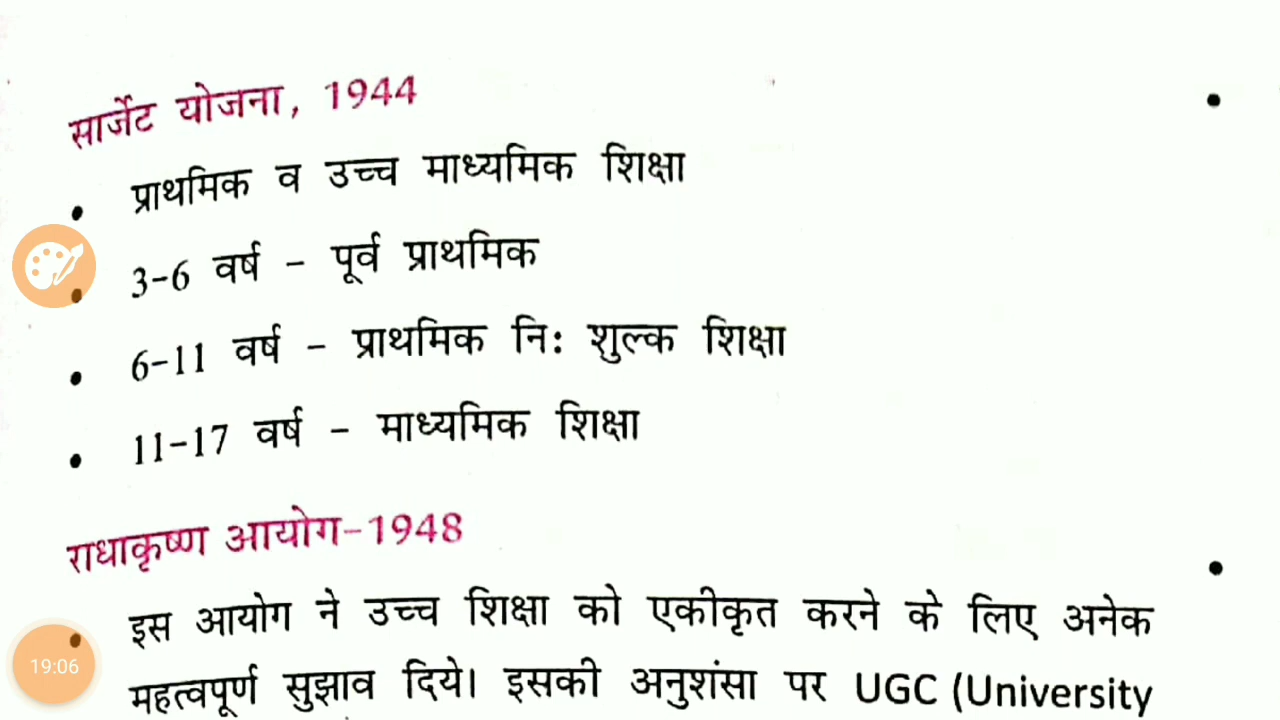 सार्जेट योजना, 1944
• प्राथमिक व उच्च माध्यमिक शिक्षा
• 3-6 वर्ष - पूर्व प्राथमिक
• 6-11 वर्ष - प्राथमिक नि: शुल्क शिक्षा
• 11-17 वर्ष - माध्यमिक शिक्षा
राधाकृष्ण आयोग-1948
• इस आयोग ने उच्च शिक्षा को एकीकृत करने के लिए अनेक
19:06
महत्वपूर्ण सुझाव दिये। इसकी अनुशंसा पर UGC (University